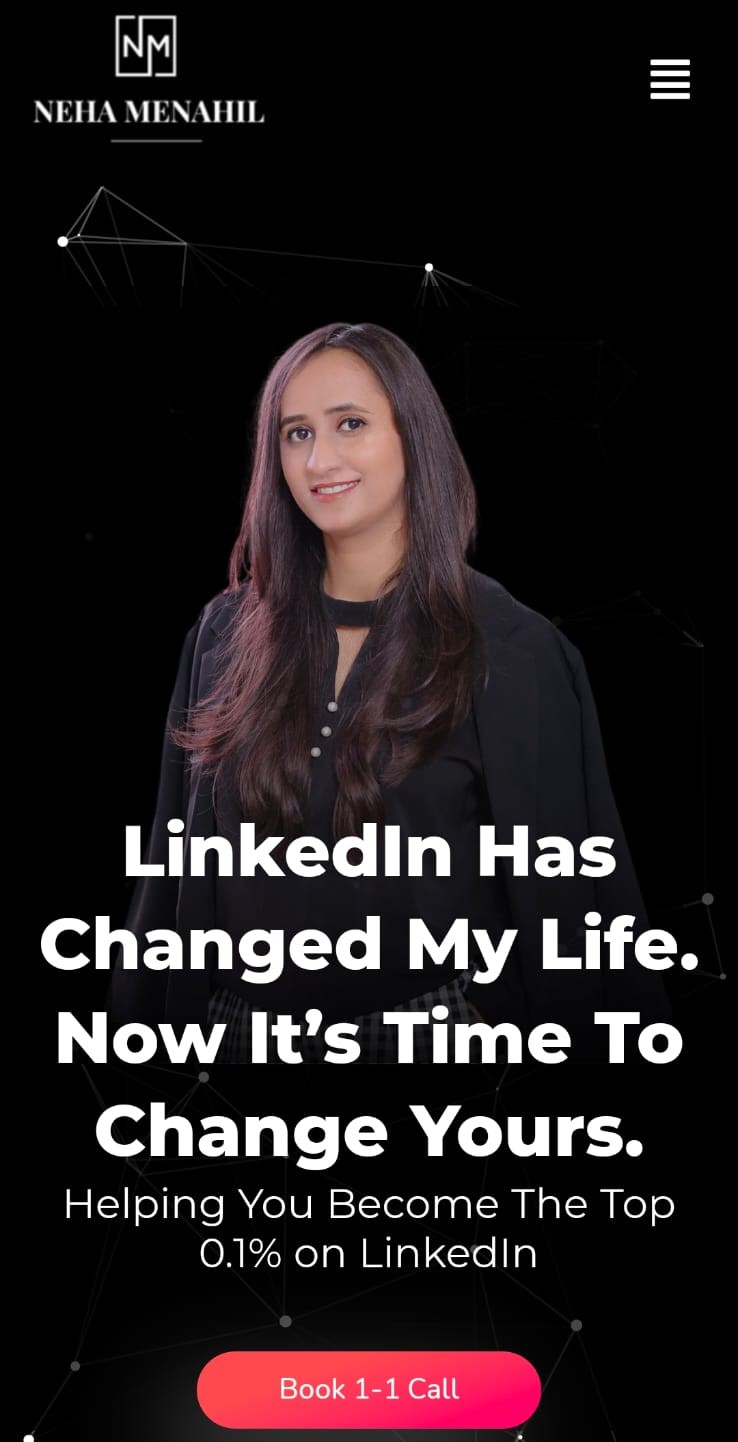 NM
NEHA MENAHIL
LinkedIn Has
Changed My Life.
Now It’s Time To
Change Yours.
Helping You Become The Top
0.1% on LinkedIn
Book 1-1 Call